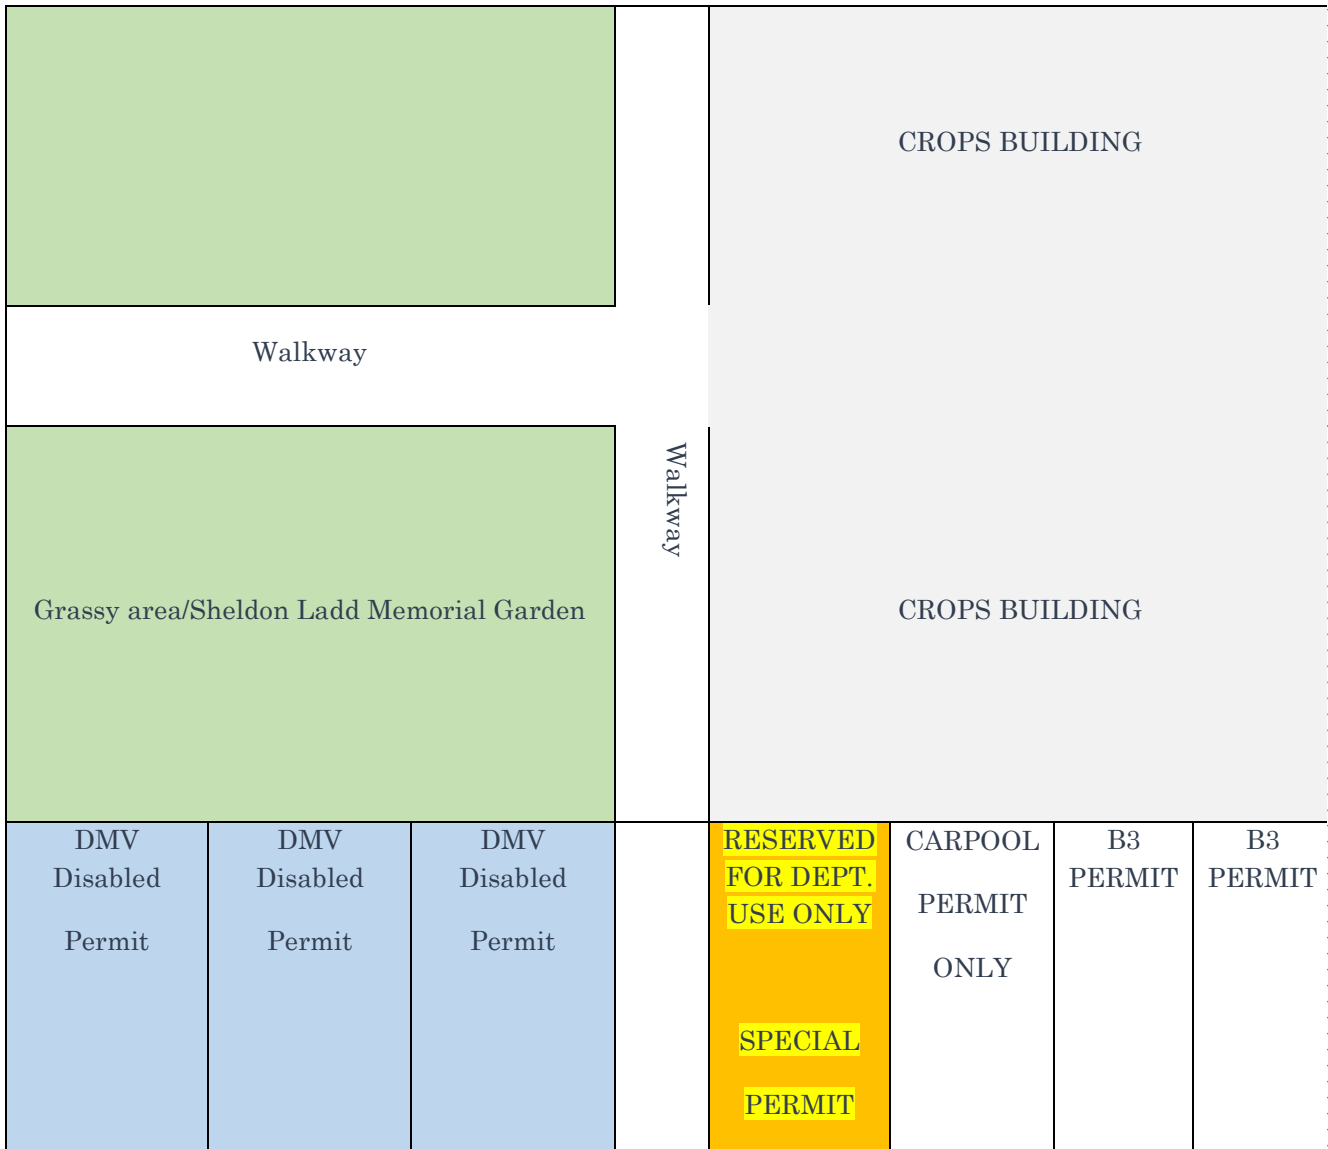 CROPS BUILDING
Walkway
Walkway
Grassy area/Sheldon Ladd Memorial Garden
CROPS BUILDING
DMV
Disabled
Permit
DMV
Disabled
Permit
DMV
Disabled
Permit
RESERVED
FOR DEPT.
USE ONLY
SPECIAL
PERMIT
CARPOOL
PERMIT
ONLY
B3
PERMIT
B3
PERMIT